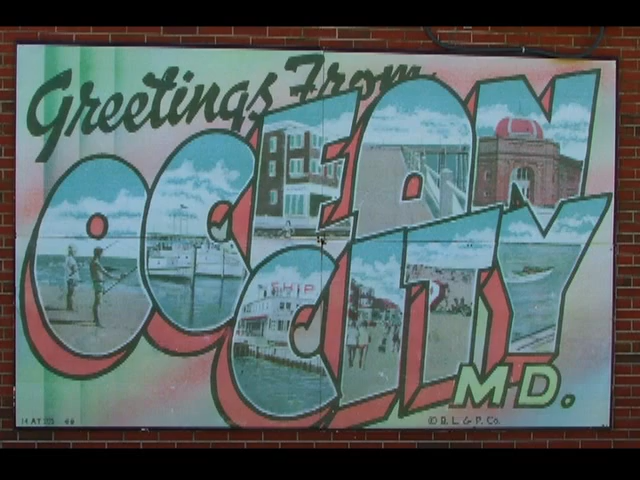 Greetings From
OCEAN
CITY
MD.
SHIP
© B. L. & P. Co.